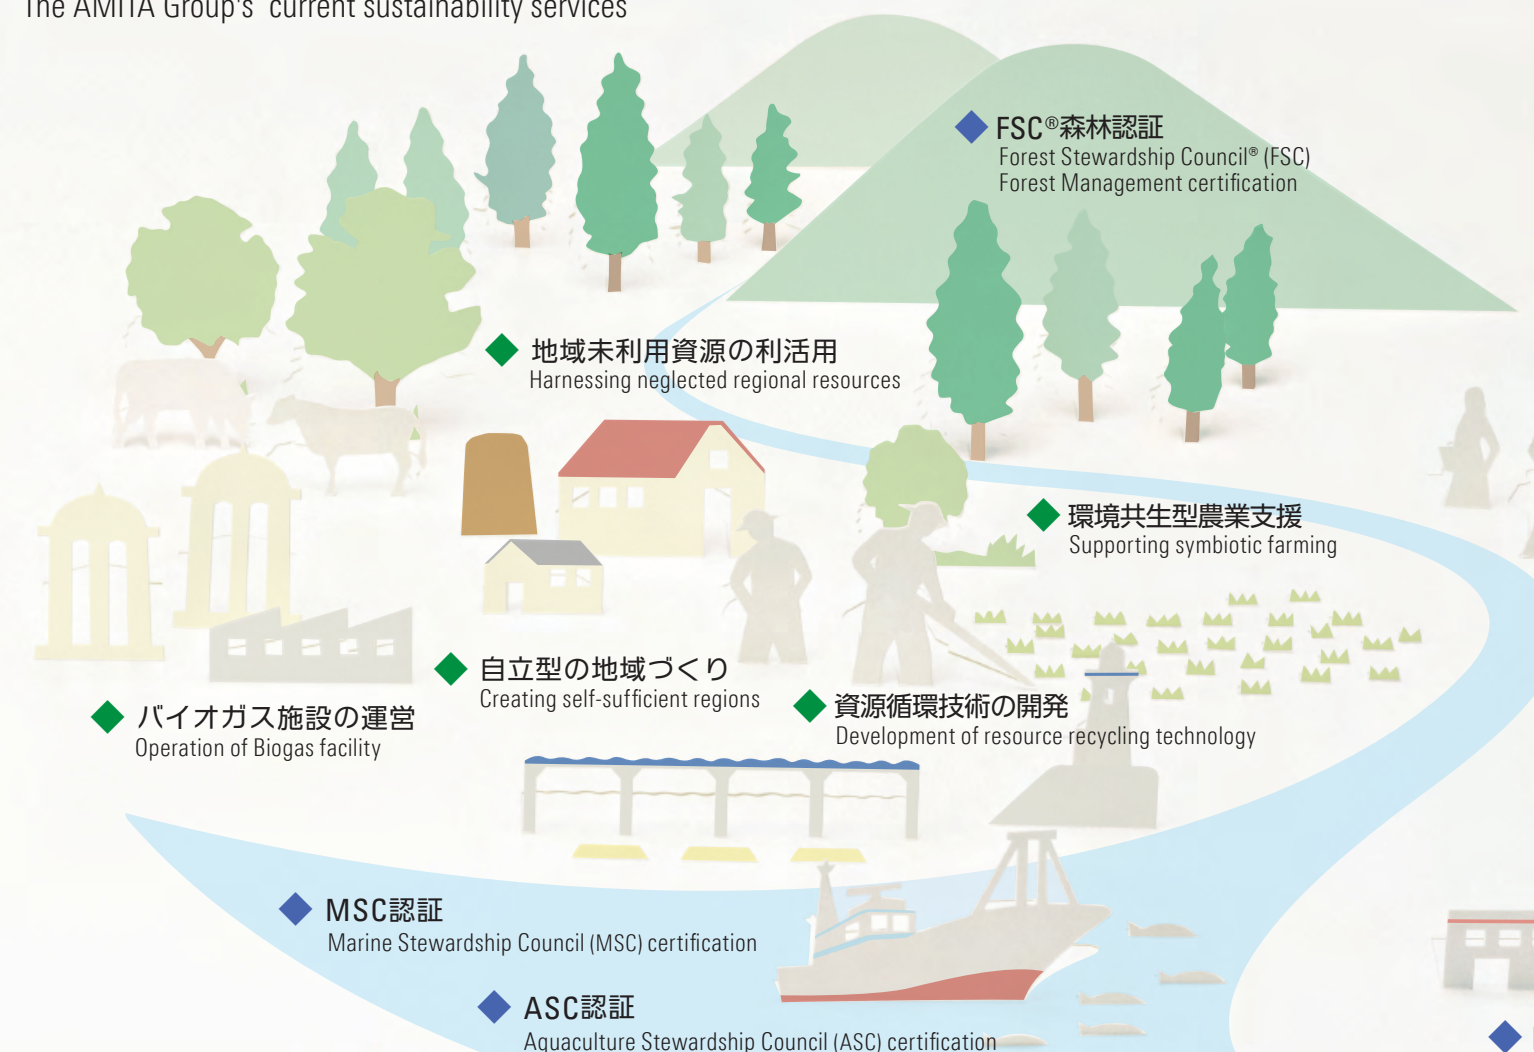 The AMITA Group's current sustainability services
FSC®森林認証
Forest Stewardship Council® (FSC)
Forest Management certification
地域未利用資源の利活用
Harnessing neglected regional resources
環境共生型農業支援
Supporting symbiotic farming
自立型の地域づくり
Creating self-sufficient regions
資源循環技術の開発
Development of resource recycling technology
バイオガス施設の運営
Operation of Biogas facility
MSC認証
Marine Stewardship Council (MSC) certification
ASC認証
Aquaculture Stewardship Council (ASC) certification